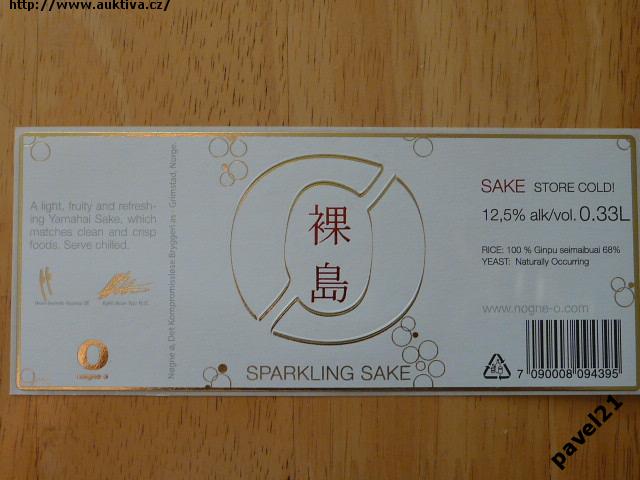 http://www.auktiva.cz/
A light, fruity and refresh-
ing Yamahai Sake, which
matches clean and crisp
foods. Serve chilled.
nøgne ø
Nøgne ø, Det Kompromissløse Bryggeri as - Grimstad, Norge.
裸
島
SPARKLING SAKE
SAKE STORE COLD!
12,5% alk/vol. 0.33L
RICE: 100 % Ginpu seimaibuai 68%
YEAST: Naturally Occurring
www.nogne-o.com
7 090008 094395
pavel21